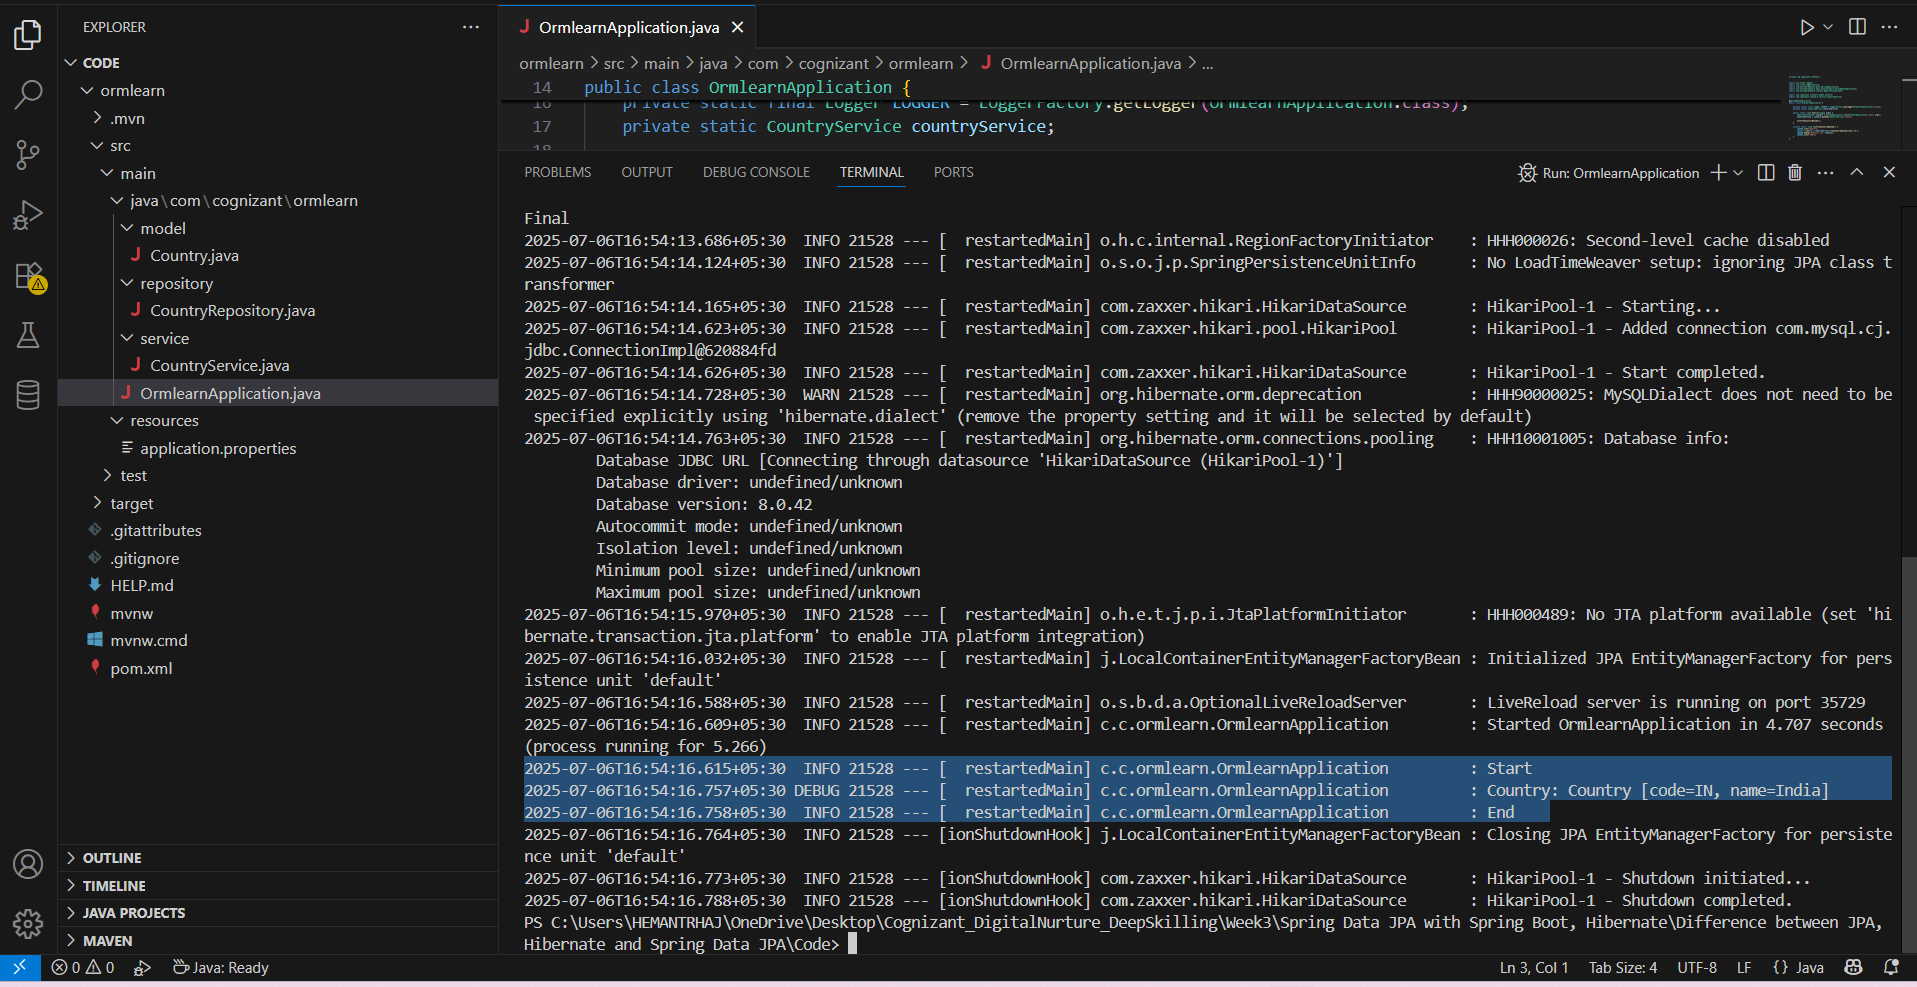 EXPLORER
CODE
ormlearn
.mvn
src
main
java\com\cognizant\ormlearn
model
Country.java
repository
CountryRepository.java
service
CountryService.java
OrmlearnApplication.java
resources
application.properties
test
target
.gitattributes
.gitignore
HELP.md
mvnw
mvnw.cmd
pom.xml
OUTLINE
TIMELINE
JAVA PROJECTS
MAVEN
OrmlearnApplication.java
ormlearn > src > main > java > com > cognizant > ormlearn > OrmlearnApplication.java > ...
14 public class OrmlearnApplication {
16 private static final Logger LOGGER = LoggerFactory.getLogger(OrmlearnApplication.class);
17 private static CountryService countryService;
18
PROBLEMS OUTPUT DEBUG CONSOLE TERMINAL PORTS Run: OrmlearnApplication
Final
2025-07-06T16:54:13.686+05:30  INFO 21528 --- [  restartedMain] o.h.c.internal.RegionFactoryInitiator    : HHH000026: Second-level cache disabled
2025-07-06T16:54:14.124+05:30  INFO 21528 --- [  restartedMain] o.s.o.j.p.SpringPersistenceUnitInfo      : No LoadTimeWeaver setup: ignoring JPA class t
ransformer
2025-07-06T16:54:14.165+05:30  INFO 21528 --- [  restartedMain] com.zaxxer.hikari.HikariDataSource       : HikariPool-1 - Starting...
2025-07-06T16:54:14.623+05:30  INFO 21528 --- [  restartedMain] com.zaxxer.hikari.pool.HikariPool        : HikariPool-1 - Added connection com.mysql.cj.
jdbc.ConnectionImpl@620884fd
2025-07-06T16:54:14.626+05:30  INFO 21528 --- [  restartedMain] com.zaxxer.hikari.HikariDataSource       : HikariPool-1 - Start completed.
2025-07-06T16:54:14.728+05:30  WARN 21528 --- [  restartedMain] org.hibernate.orm.deprecation            : HHH90000025: MySQLDialect does not need to be
specified explicitly using 'hibernate.dialect' (remove the property setting and it will be selected by default)
2025-07-06T16:54:14.763+05:30  INFO 21528 --- [  restartedMain] org.hibernate.orm.connections.pooling    : HHH10001005: Database info:
Database JDBC URL [Connecting through datasource 'HikariDataSource (HikariPool-1)']
Database driver: undefined/unknown
Database version: 8.0.42
Autocommit mode: undefined/unknown
Isolation level: undefined/unknown
Minimum pool size: undefined/unknown
Maximum pool size: undefined/unknown
2025-07-06T16:54:15.970+05:30  INFO 21528 --- [  restartedMain] o.h.e.t.j.p.i.JtaPlatformInitiator       : HHH000489: No JTA platform available (set 'hi
bernate.transaction.jta.platform' to enable JTA platform integration)
2025-07-06T16:54:16.032+05:30  INFO 21528 --- [  restartedMain] j.LocalContainerEntityManagerFactoryBean : Initialized JPA EntityManagerFactory for pers
istence unit 'default'
2025-07-06T16:54:16.588+05:30  INFO 21528 --- [  restartedMain] o.s.b.d.a.OptionalLiveReloadServer       : LiveReload server is running on port 35729
2025-07-06T16:54:16.609+05:30  INFO 21528 --- [  restartedMain] c.c.ormlearn.OrmlearnApplication         : Started OrmlearnApplication in 4.707 seconds
(process running for 5.266)
2025-07-06T16:54:16.615+05:30  INFO 21528 --- [  restartedMain] c.c.ormlearn.OrmlearnApplication         : Start
2025-07-06T16:54:16.757+05:30 DEBUG 21528 --- [  restartedMain] c.c.ormlearn.OrmlearnApplication         : Country: Country [code=IN, name=India]
2025-07-06T16:54:16.758+05:30  INFO 21528 --- [  restartedMain] c.c.ormlearn.OrmlearnApplication         : End
2025-07-06T16:54:16.764+05:30  INFO 21528 --- [ionShutdownHook] j.LocalContainerEntityManagerFactoryBean : Closing JPA EntityManagerFactory for persiste
nce unit 'default'
2025-07-06T16:54:16.773+05:30  INFO 21528 --- [ionShutdownHook] com.zaxxer.hikari.HikariDataSource       : HikariPool-1 - Shutdown initiated...
2025-07-06T16:54:16.788+05:30  INFO 21528 --- [ionShutdownHook] com.zaxxer.hikari.HikariDataSource       : HikariPool-1 - Shutdown completed.
PS C:\Users\HEMANTRHAJ\OneDrive\Desktop\Cognizant_DigitalNurture_DeepSkilling\Week3\Spring Data JPA with Spring Boot, Hibernate\Difference between JPA,
Hibernate and Spring Data JPA\Code>
0 0 Java: Ready Ln 3, Col 1 Tab Size: 4 UTF-8 LF {} Java